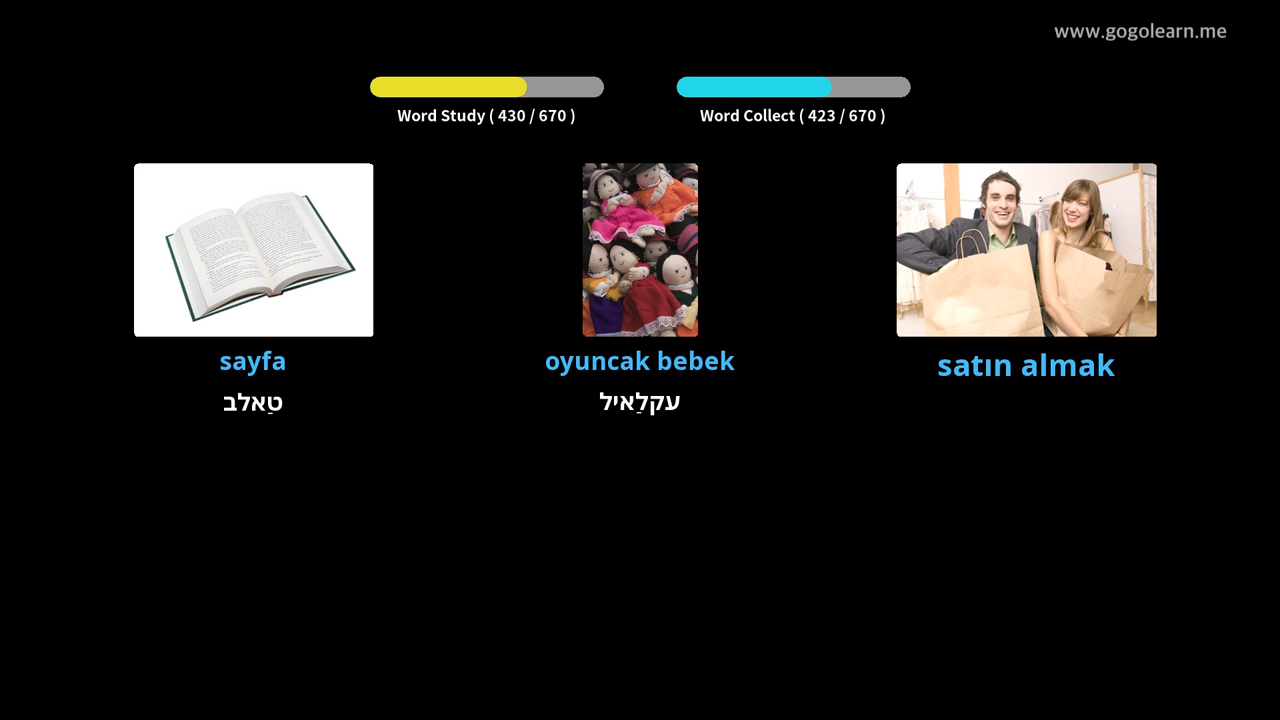 www.gogolearn.me
Word Study ( 430 / 670 )
Word Collect ( 423 / 670 )
sayfa
oyuncak bebek
satın almak
טַאלב
עקלַאיל